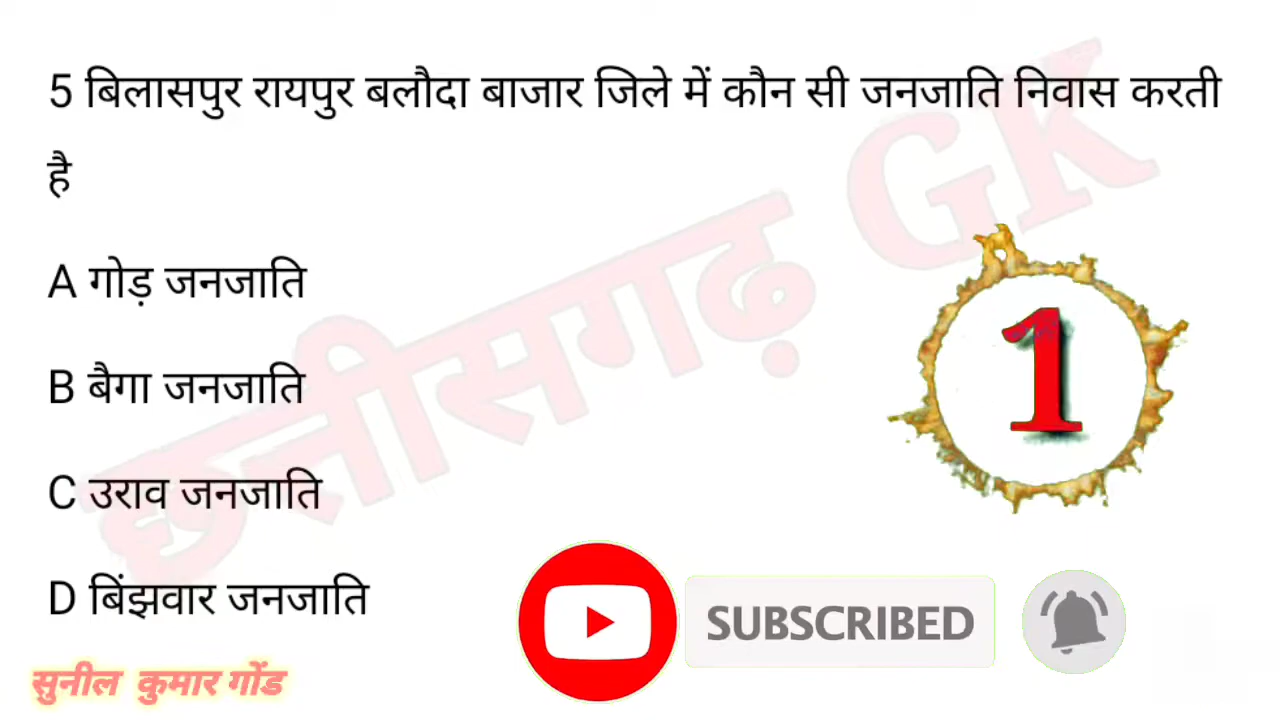 5 बिलासपुर रायपुर बलौदा बाजार जिले में कौन सी जनजाति निवास करती
है
A गोड़ जनजाति
B बैगा जनजाति
C उराव जनजाति
D बिंझवार जनजाति
छत्तीसगढ़ GK
1
SUBSCRIBED
सुनील कुमार गोंड